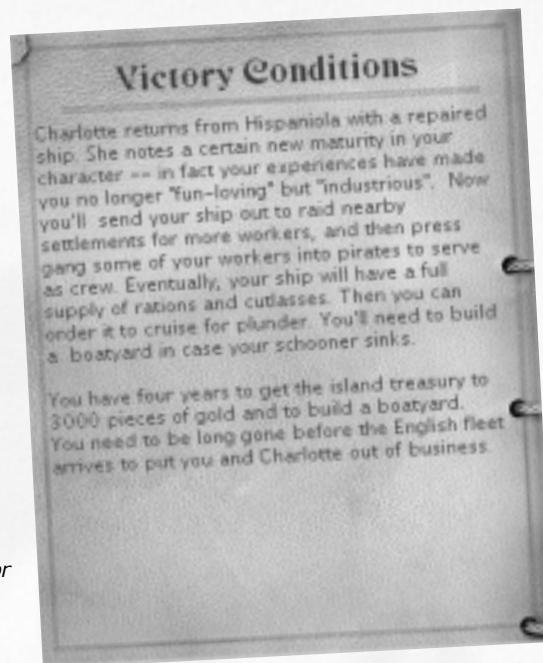 Victory Conditions
Charlotte returns from Hispaniola with a repaired
ship. She notes a certain new maturity in your
character -- in fact your experiences have made
you no longer "fun-loving" but "industrious". Now
you'll send your ship out to raid nearby
settlements for more workers, and then press
gang some of your workers into pirates to serve
as crew. Eventually, your ship will have a full
supply of rations and cutlasses. Then you can
order it to cruise for plunder. You'll need to build
a boatyard in case your schooner sinks.
You have four years to get the island treasury to
3000 pieces of gold and to build a boatyard.
You need to be long gone before the English fleet
arrives to put you and Charlotte out of business.